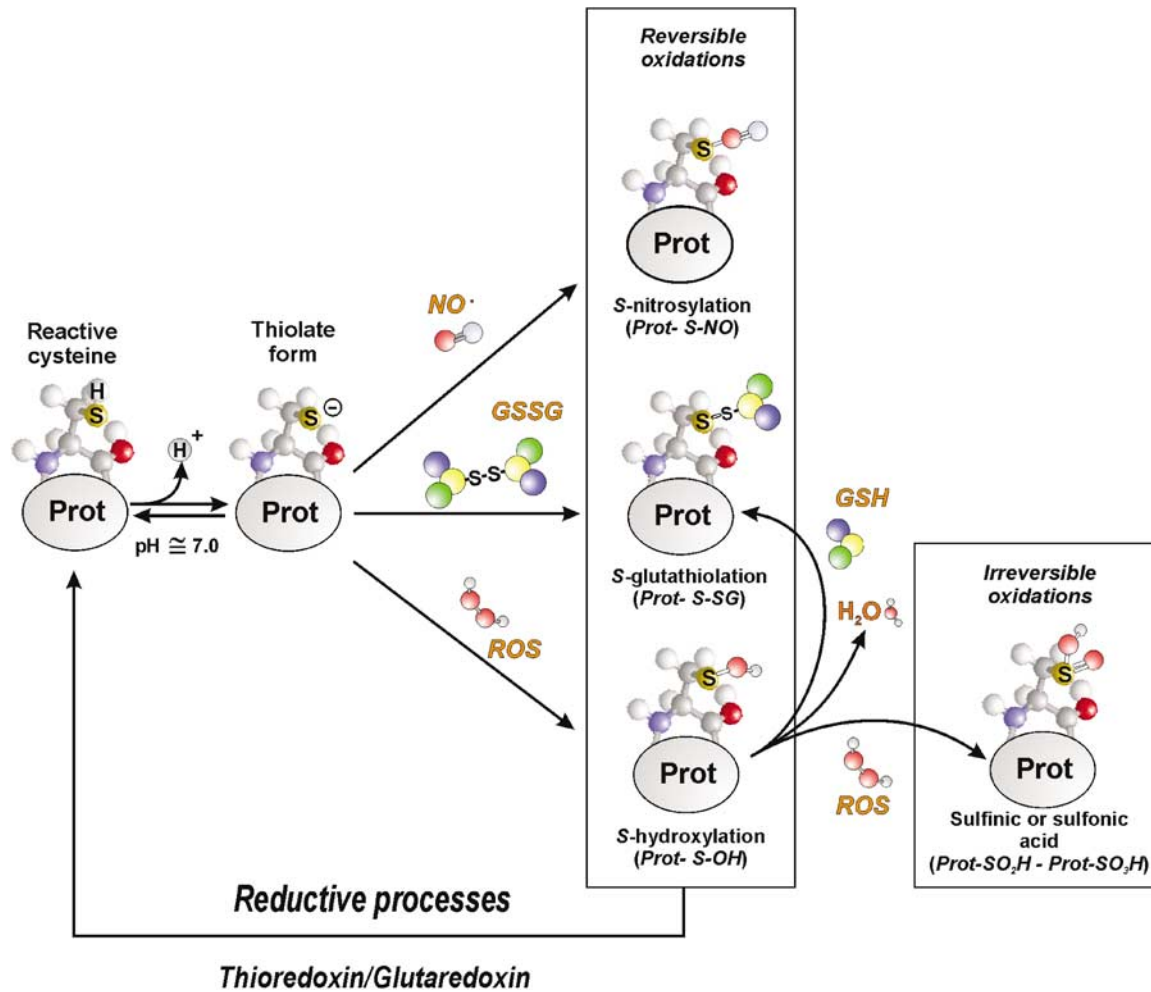 Reversible
oxidations
S
Prot
S-nitrosylation
(Prot- S-NO)
NO·
Reactive
cysteine
Thiolate
form
H
S
S ⊖
H+
GSSG
S-S
Prot
Prot
pH ≅ 7.0
S S
Prot
S-glutathiolation
(Prot- S-SG)
GSH
H₂O
ROS
S
Prot
S-hydroxylation
(Prot- S-OH)
ROS
Irreversible
oxidations
S
Prot
Sulfinic or sulfonic
acid
(Prot-SO₂H - Prot-SO₃H)
Reductive processes
Thioredoxin/Glutaredoxin